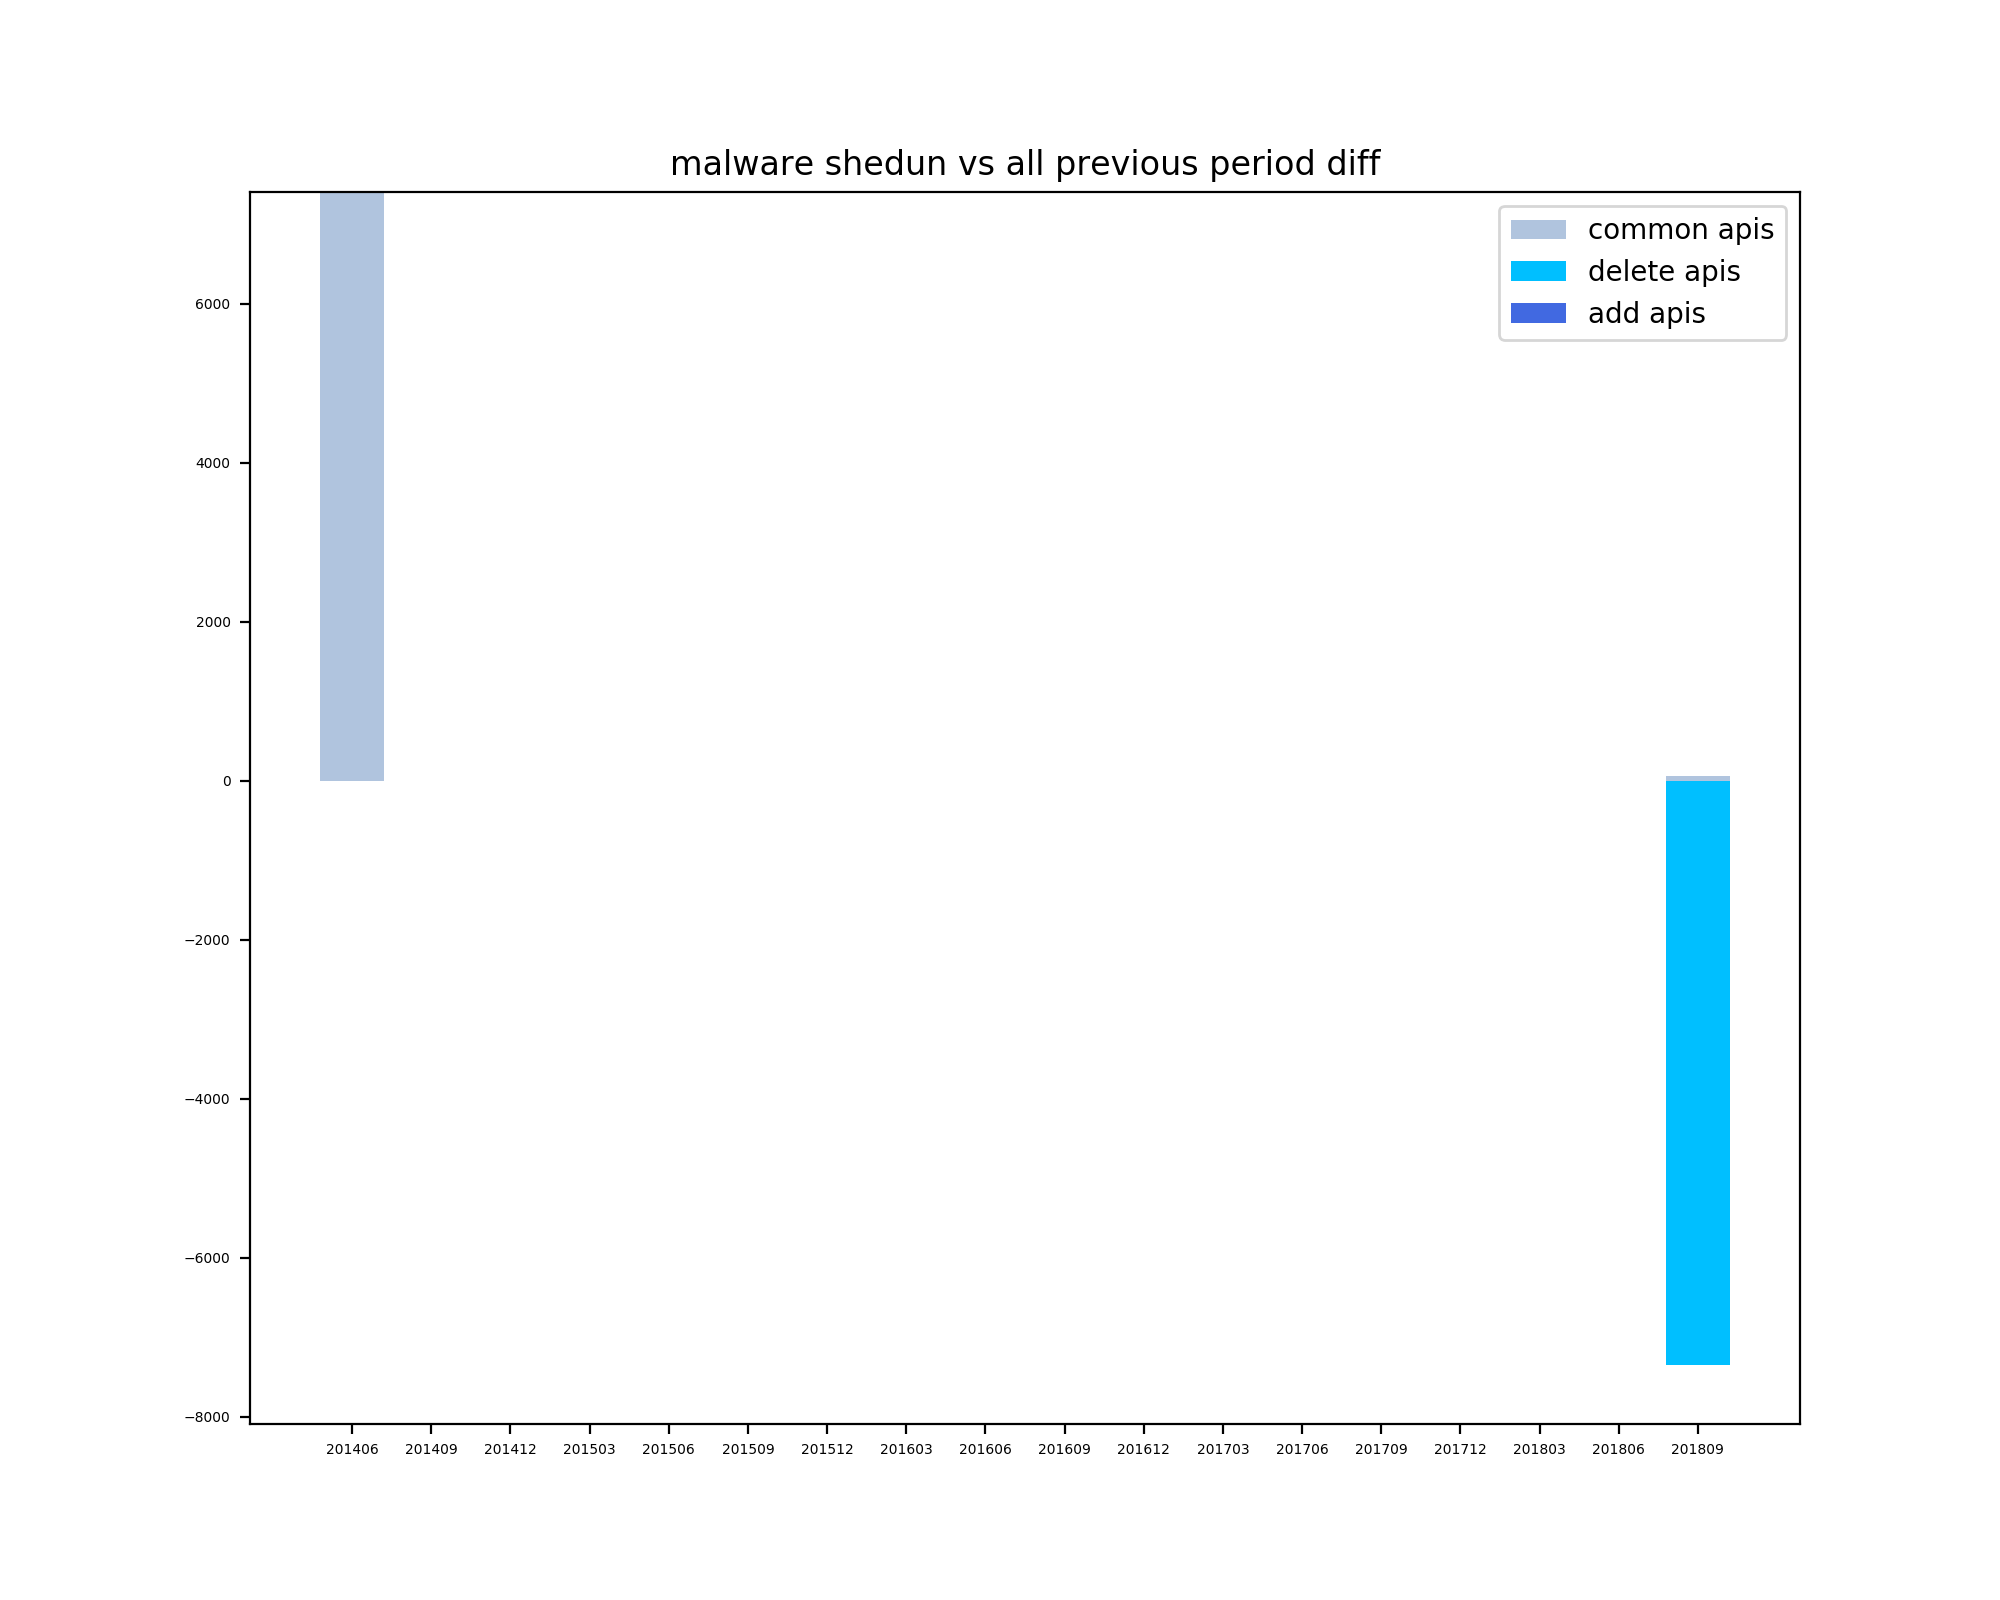 malware shedun vs all previous period diff
common apis
delete apis
add apis
6000
4000
2000
0
−2000
−4000
−6000
−8000
201406 201409 201412 201503 201506 201509 201512 201603 201606 201609 201612 201703 201706 201709 201712 201803 201806 201809